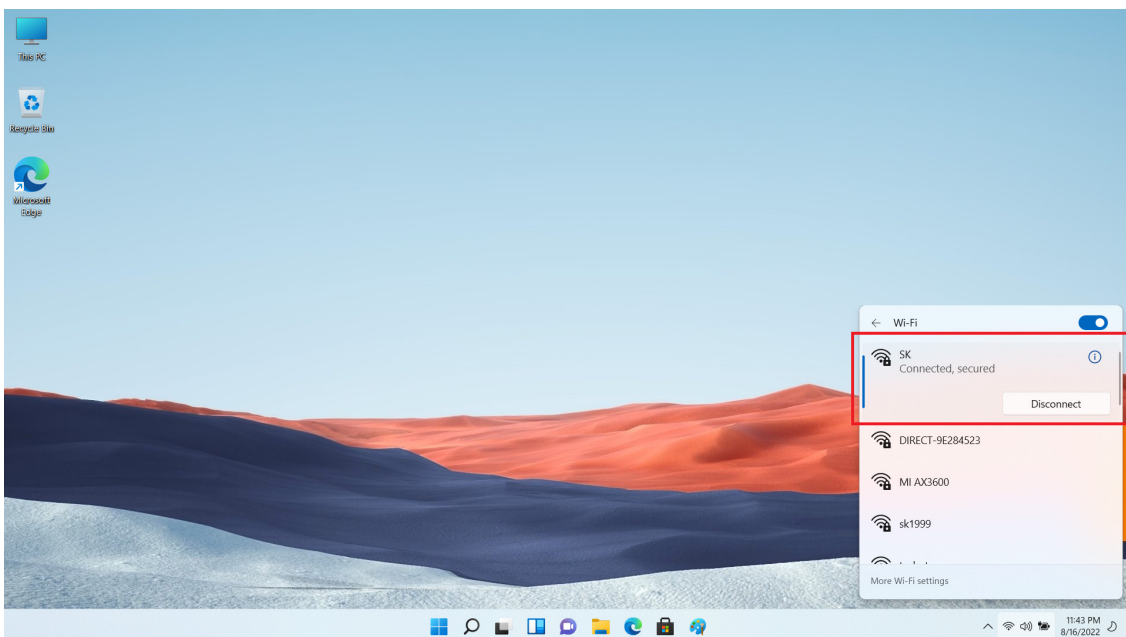 This PC
Recycle Bin
Microsoft
Edge
Wi-Fi
SK
Connected, secured
Disconnect
DIRECT-9E284523
MI AX3600
sk1999
More Wi-Fi settings
11:43 PM
8/16/2022